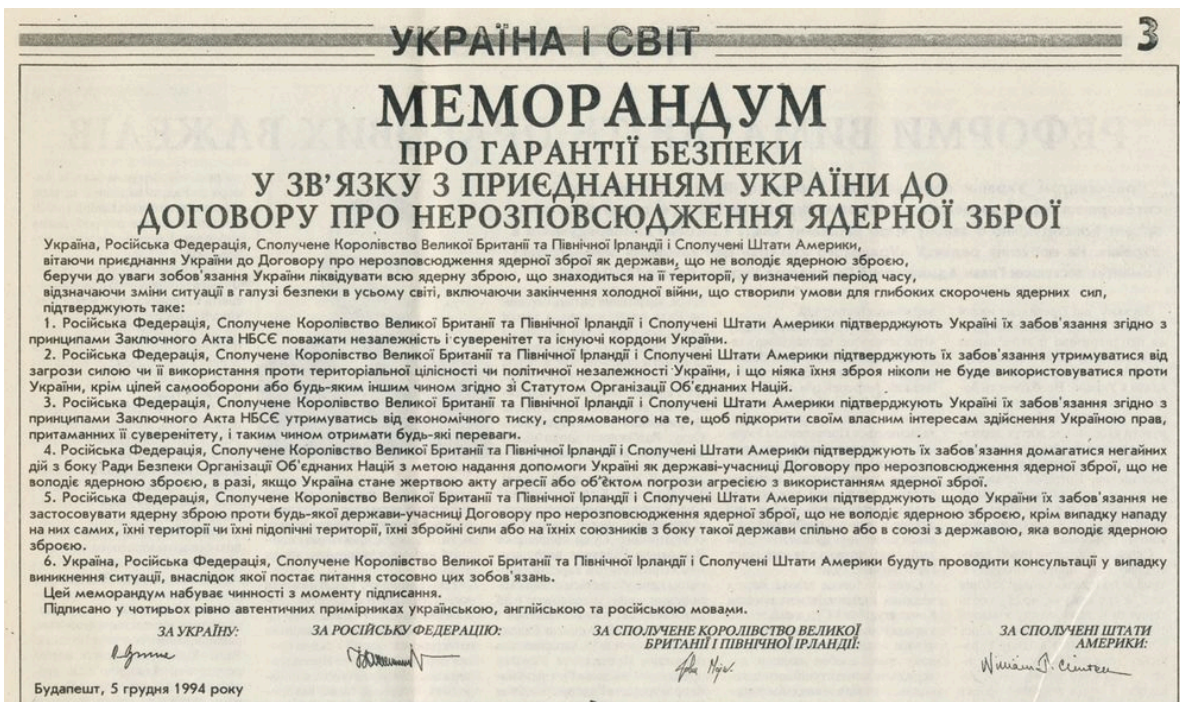 УКРАЇНА І СВІТ
3
МЕМОРАНДУМ
ПРО ГАРАНТІЇ БЕЗПЕКИ
У ЗВ'ЯЗКУ З ПРИЄДНАННЯМ УКРАЇНИ ДО
ДОГОВОРУ ПРО НЕРОЗПОВСЮДЖЕННЯ ЯДЕРНОЇ ЗБРОЇ
Україна, Російська Федерація, Сполучене Королівство Великої Британії та Північної Ірландії і Сполучені Штати Америки,
вітаючи приєднання України до Договору про нерозповсюдження ядерної зброї як держави, що не володіє ядерною зброєю,
беручи до уваги зобов'язання України ліквідувати всю ядерну зброю, що знаходиться на її території, у визначений період часу,
відзначаючи зміни ситуації в галузі безпеки в усьому світі, включаючи закінчення холодної війни, що створили умови для глибоких скорочень ядерних сил,
підтверджують таке:
1. Російська Федерація, Сполучене Королівство Великої Британії та Північної Ірландії і Сполучені Штати Америки підтверджують Україні їх забов'язання згідно з
принципами Заключного Акта НБСЄ поважати незалежність і суверенітет та існуючі кордони України.
2. Російська Федерація, Сполучене Королівство Великої Британії та Північної Ірландії і Сполучені Штати Америки підтверджують їх забов'язання утримуватися від
загрози силою чи її використання проти територіальної цілісності чи політичної незалежності України, і що ніяка їхня зброя ніколи не буде використовуватися проти
України, крім цілей самооборони або будь-яким іншим чином згідно зі Статутом Організації Об'єднаних Націй.
3. Російська Федерація, Сполучене Королівство Великої Британії та Північної Ірландії і Сполучені Штати Америки підтверджують Україні їх забов'язання згідно з
принципами Заключного Акта НБСЄ утримуватись від економічного тиску, спрямованого на те, щоб підкорити своїм власним інтересам здійснення Україною прав,
притаманних її суверенітету, і таким чином отримати будь-які переваги.
4. Російська Федерація, Сполучене Королівство Великої Британії та Північної Ірландії і Сполучені Штати Америки підтверджують їх забов'язання домагатися негайних
дій з боку Ради Безпеки Організації Об'єднаних Націй з метою надання допомоги Україні як державі-учасниці Договору про нерозповсюдження ядерної зброї, що не
володіє ядерною зброєю, в разі, якщо Україна стане жертвою акту агресії або об'єктом погрози агресією з використанням ядерної зброї.
5. Російська Федерація, Сполучене Королівство Великої Британії та Північної Ірландії і Сполучені Штати Америки підтверджують щодо України їх забов'язання не
застосовувати ядерну зброю проти будь-якої держави-учасниці Договору про нерозповсюдження ядерної зброї, що не володіє ядерною зброєю, крім випадку нападу
на них самих, їхні території чи їхні підопічні території, їхні збройні сили або на їхніх союзників з боку такої держави спільно або в союзі з державою, яка володіє ядерною
зброєю.
6. Україна, Російська Федерація, Сполучене Королівство Великої Британії та Північної Ірландії і Сполучені Штати Америки будуть проводити консультації у випадку
виникнення ситуації, внаслідок якої постає питання стосовно цих зобов'язань.
Цей меморандум набуває чинності з моменту підписання.
Підписано у чотирьох рівно автентичних примірниках українською, англійською та російською мовами.
ЗА УКРАЇНУ:
ЗА РОСІЙСЬКУ ФЕДЕРАЦІЮ:
ЗА СПОЛУЧЕНЕ КОРОЛІВСТВО ВЕЛИКОЇ
БРИТАНІЇ І ПІВНІЧНОЇ ІРЛАНДІЇ:
ЗА СПОЛУЧЕНІ ШТАТИ
АМЕРИКИ:
John Major
William J. Clinton
Будапешт, 5 грудня 1994 року